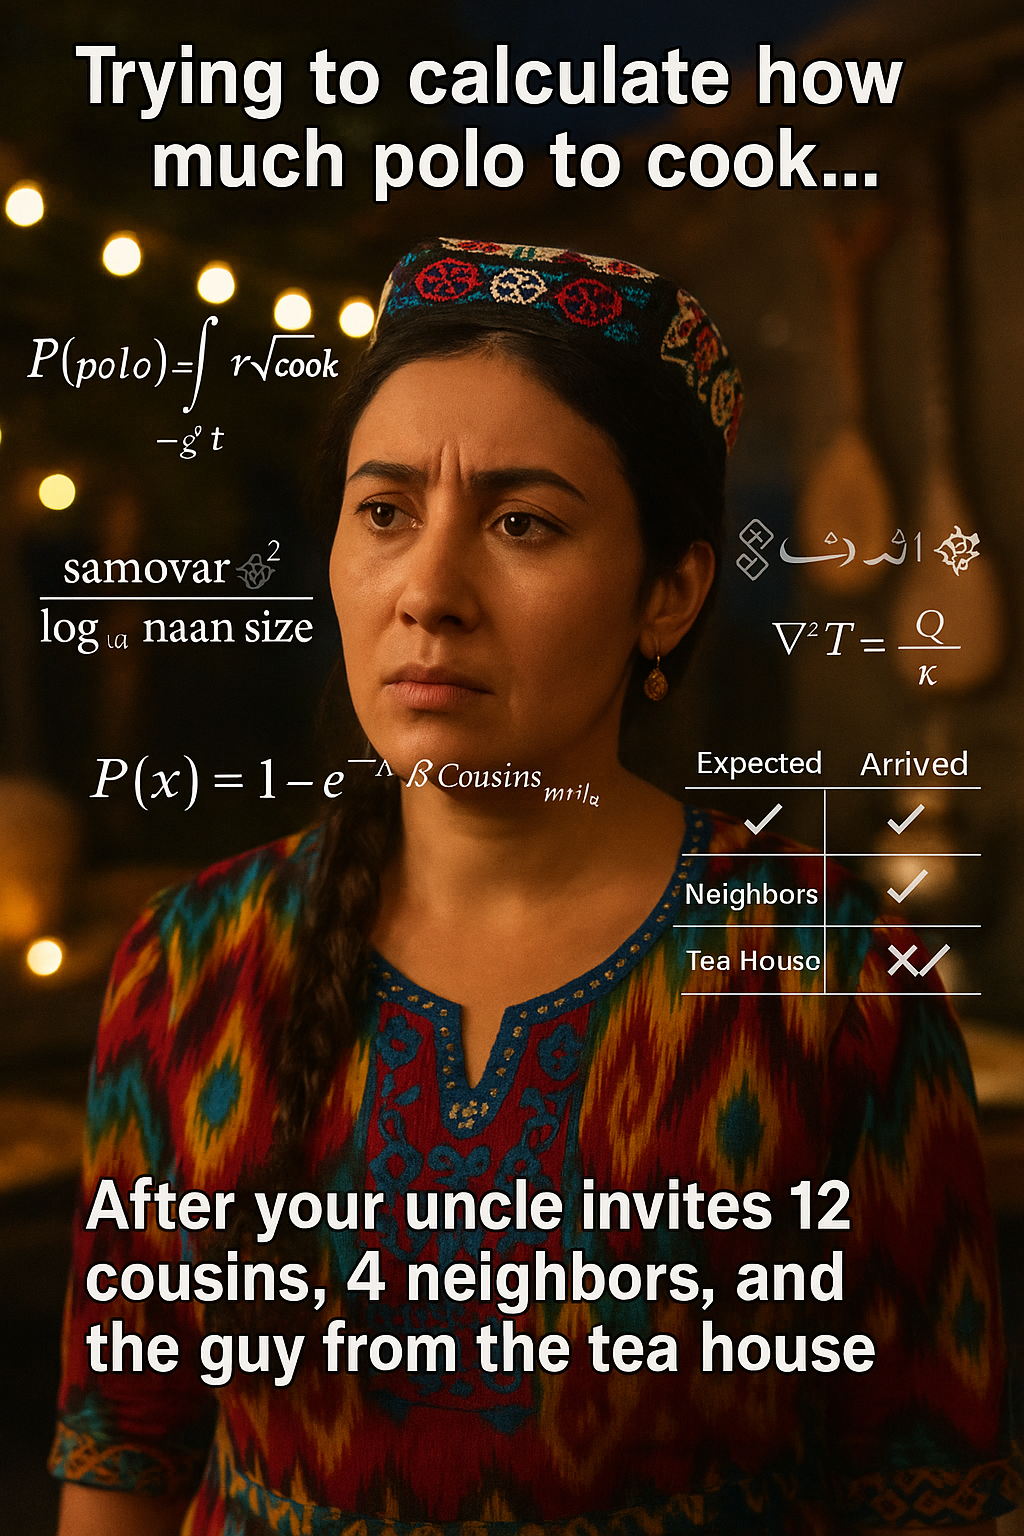 Trying to calculate how
much polo to cook...
P(polo)=∫ r√cook
samovar ²
log naan size
∇²T = Q
κ
P(x) = 1 – e Cousins
Expected Arrived
✓ ✓
Neighbors ✓
Tea House ✕✓
After your uncle invites 12
cousins, 4 neighbors, and
the guy from the tea house